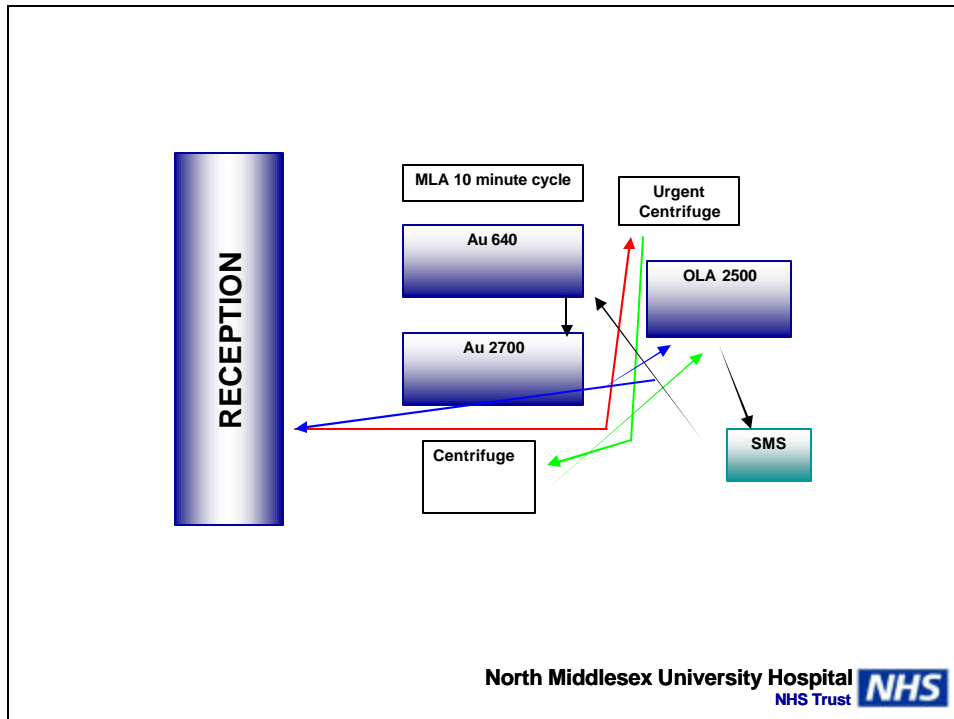 RECEPTION
MLA 10 minute cycle
Au 640
Au 2700
Centrifuge
Urgent
Centrifuge
OLA 2500
SMS
North Middlesex University Hospital
NHS Trust
NHS